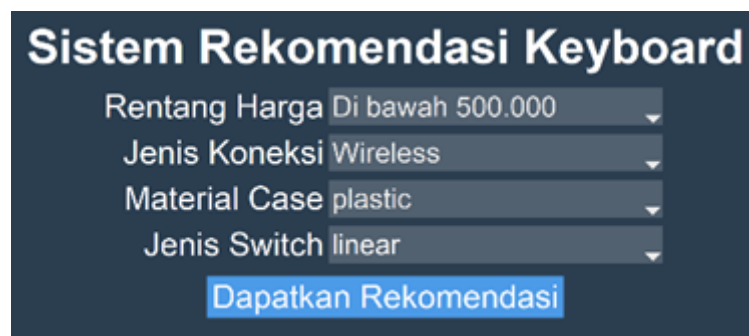 Sistem Rekomendasi Keyboard
Rentang Harga Di bawah 500.000
Jenis Koneksi Wireless
Material Case plastic
Jenis Switch linear
Dapatkan Rekomendasi